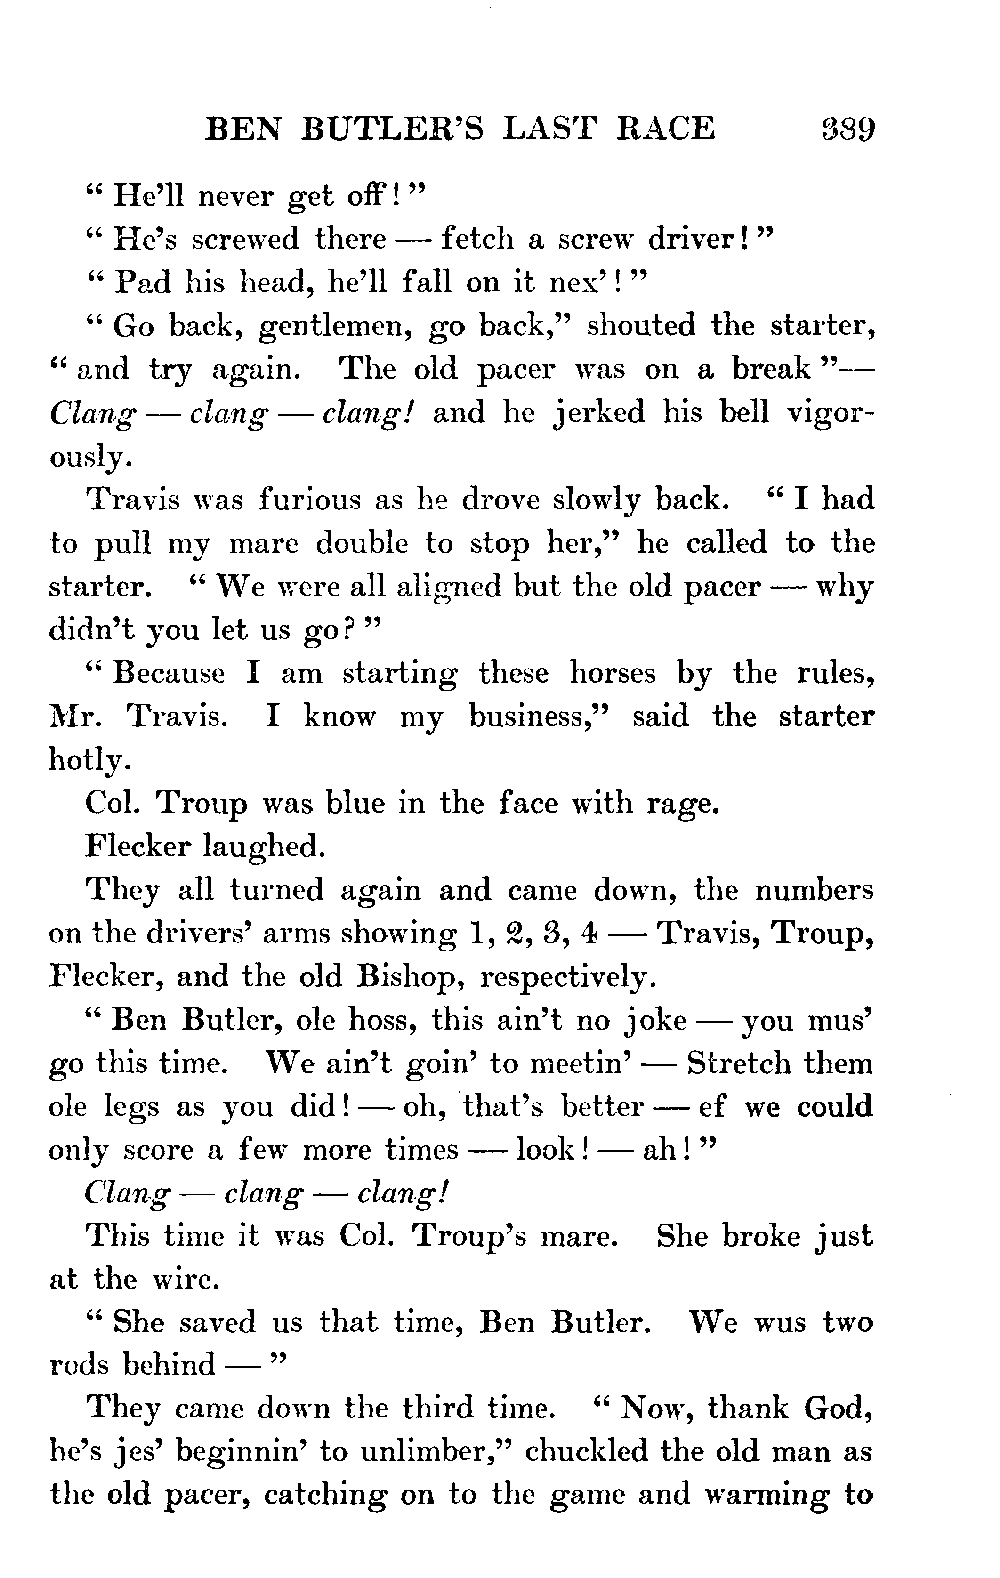 BEN BUTLER'S LAST RACE 389
" He'll never get off! "
" He's screwed there — fetch a screw driver! "
" Pad his head, he'll fall on it nex'! "
" Go back, gentlemen, go back," shouted the starter,
" and try again. The old pacer was on a break "—
Clang — clang — clang! and he jerked his bell vigor-
ously.
Travis was furious as he drove slowly back. " I had
to pull my mare double to stop her," he called to the
starter. " We were all aligned but the old pacer — why
didn't you let us go? "
" Because I am starting these horses by the rules,
Mr. Travis. I know my business," said the starter
hotly.
Col. Troup was blue in the face with rage.
Flecker laughed.
They all turned again and came down, the numbers
on the drivers' arms showing 1, 2, 3, 4 — Travis, Troup,
Flecker, and the old Bishop, respectively.
" Ben Butler, ole hoss, this ain't no joke — you mus'
go this time. We ain't goin' to meetin' — Stretch them
ole legs as you did! — oh, that's better — ef we could
only score a few more times — look! — ah! "
Clang — clang — clang!
This time it was Col. Troup's mare. She broke just
at the wire.
" She saved us that time, Ben Butler. We wus two
rods behind — "
They came down the third time. " Now, thank God,
he's jes' beginnin' to unlimber," chuckled the old man as
the old pacer, catching on to the game and warming to